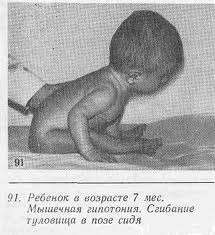 91
91. Ребенок в возрасте 7 мес.
Мышечная гипотония. Сгибание
туловища в позе сидя